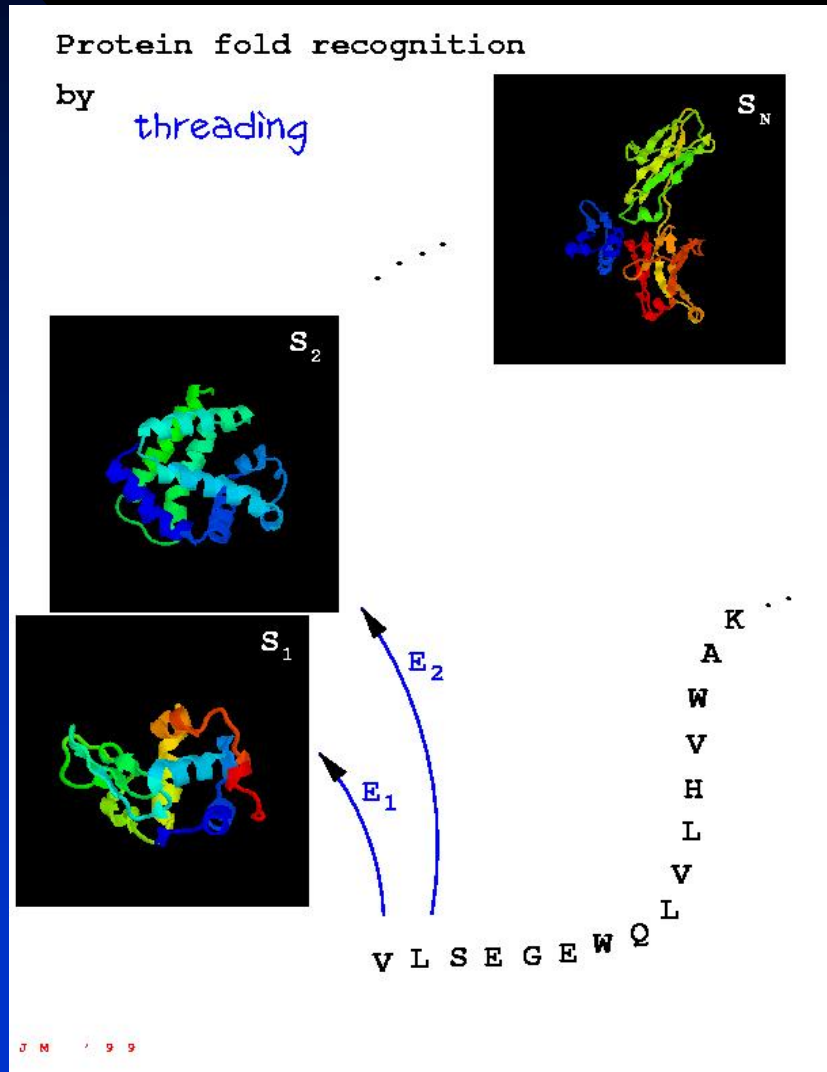 Protein fold recognition
by
threading
S_N
S_2
S_1
E_2
E_1
V L S E G E W Q L V L H V W A K . .
J M ' 9 9